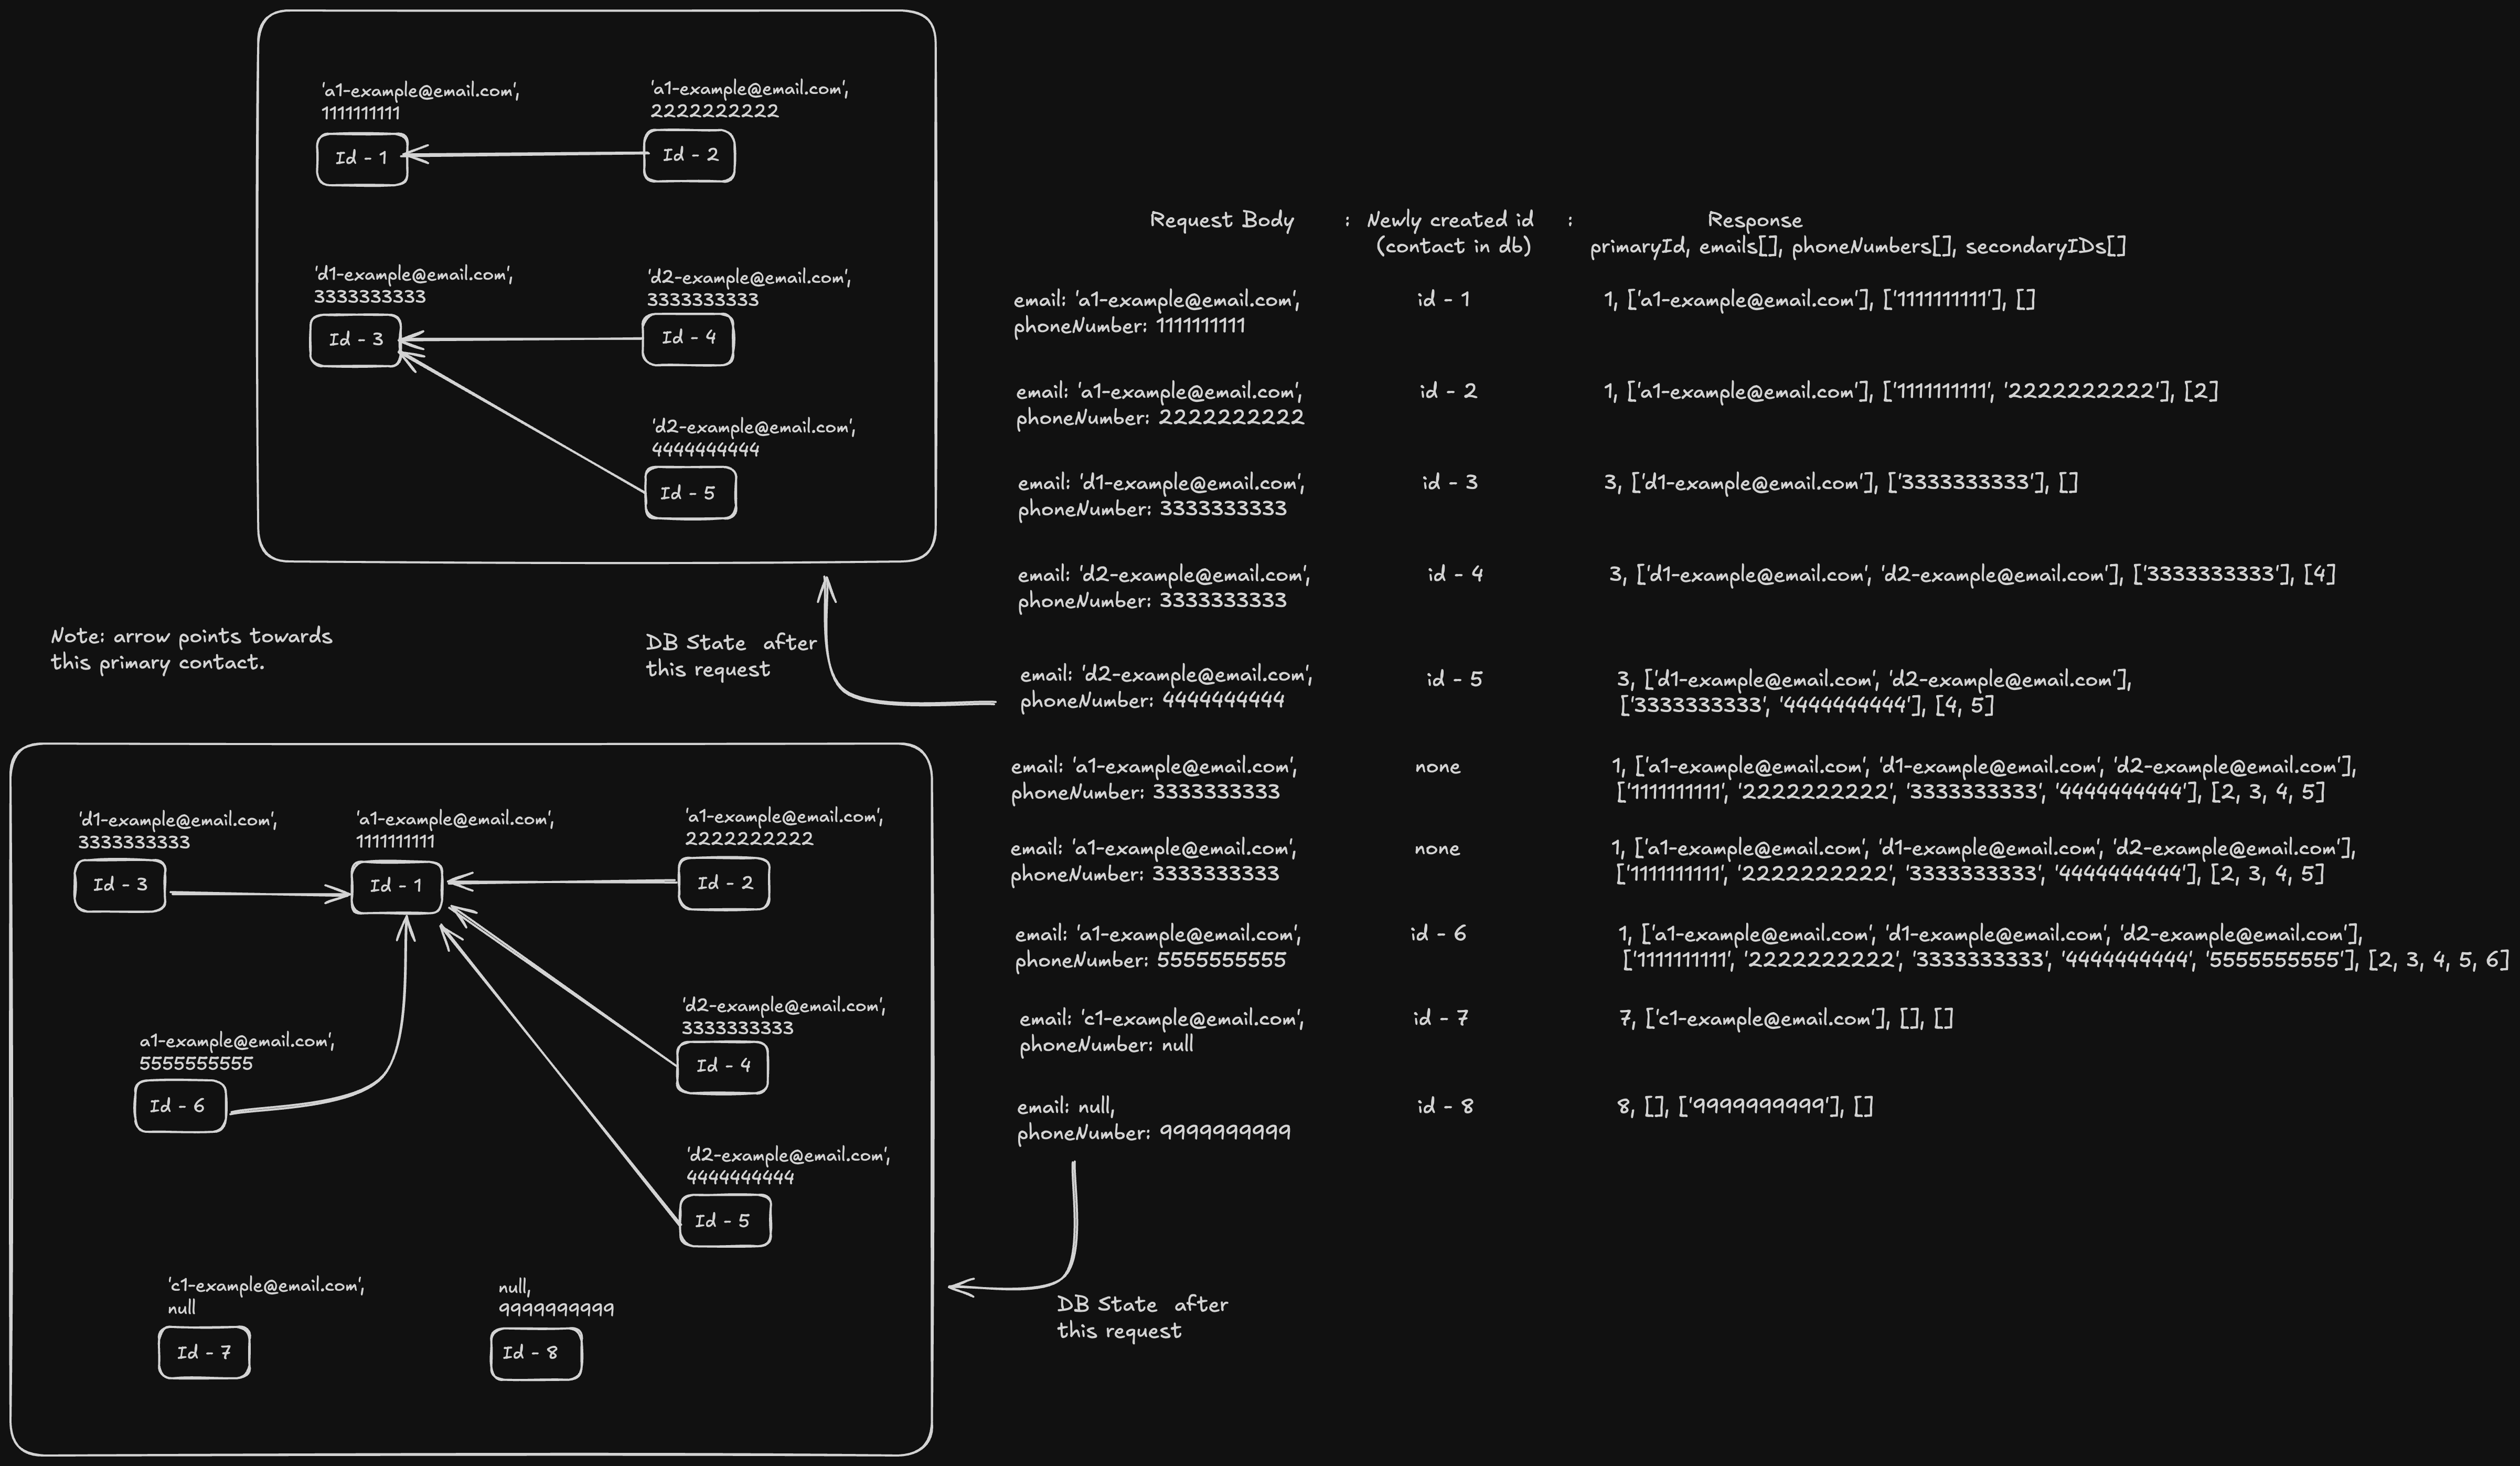 'a1-example@email.com',
1111111111
Id - 1
'a1-example@email.com',
2222222222
Id - 2
'd1-example@email.com',
3333333333
Id - 3
'd2-example@email.com',
3333333333
Id - 4
'd2-example@email.com',
4444444444
Id - 5
Note: arrow points towards
this primary contact.
DB State after
this request
'd1-example@email.com',
3333333333
Id - 3
'a1-example@email.com',
1111111111
Id - 1
'a1-example@email.com',
2222222222
Id - 2
a1-example@email.com',
5555555555
Id - 6
'd2-example@email.com',
3333333333
Id - 4
'd2-example@email.com',
4444444444
Id - 5
'c1-example@email.com',
null
Id - 7
null,
9999999999
Id - 8
Request Body : Newly created id : Response
(contact in db) primaryId, emails[], phoneNumbers[], secondaryIDs[]
email: 'a1-example@email.com', id - 1 1, ['a1-example@email.com'], ['1111111111'], []
phoneNumber: 1111111111
email: 'a1-example@email.com', id - 2 1, ['a1-example@email.com'], ['1111111111', '2222222222'], [2]
phoneNumber: 2222222222
email: 'd1-example@email.com', id - 3 3, ['d1-example@email.com'], ['3333333333'], []
phoneNumber: 3333333333
email: 'd2-example@email.com', id - 4 3, ['d1-example@email.com', 'd2-example@email.com'], ['3333333333'], [4]
phoneNumber: 3333333333
email: 'd2-example@email.com', id - 5 3, ['d1-example@email.com', 'd2-example@email.com'],
phoneNumber: 4444444444 ['3333333333', '4444444444'], [4, 5]
email: 'a1-example@email.com', none 1, ['a1-example@email.com', 'd1-example@email.com', 'd2-example@email.com'],
phoneNumber: 3333333333 ['1111111111', '2222222222', '3333333333', '4444444444'], [2, 3, 4, 5]
email: 'a1-example@email.com', none 1, ['a1-example@email.com', 'd1-example@email.com', 'd2-example@email.com'],
phoneNumber: 3333333333 ['1111111111', '2222222222', '3333333333', '4444444444'], [2, 3, 4, 5]
email: 'a1-example@email.com', id - 6 1, ['a1-example@email.com', 'd1-example@email.com', 'd2-example@email.com'],
phoneNumber: 5555555555 ['1111111111', '2222222222', '3333333333', '4444444444', '5555555555'], [2, 3, 4, 5, 6]
email: 'c1-example@email.com', id - 7 7, ['c1-example@email.com'], [], []
phoneNumber: null
email: null, id - 8 8, [], ['9999999999'], []
phoneNumber: 9999999999
DB State after
this request